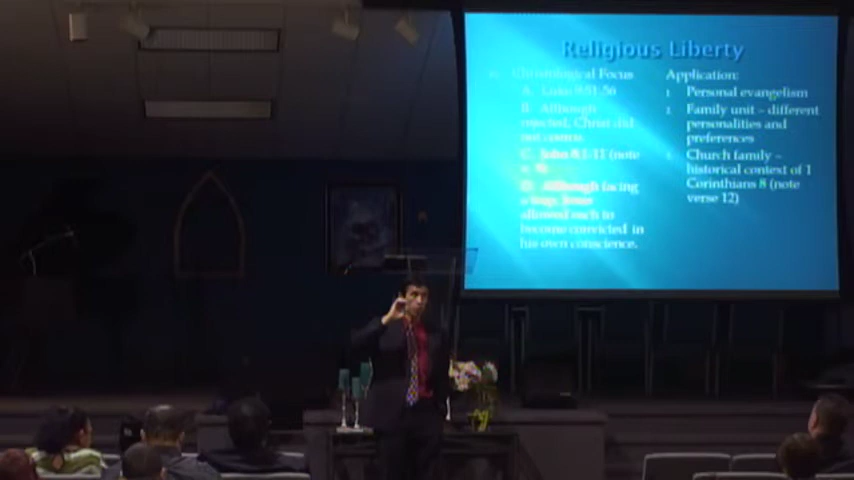 Religious Liberty
Christological Focus
A. Luke 9:51-56
B. Although
rejected, Christ did
not coerce.
C. John 8:1-11 (note
D. Although facing
a trap, Jesus
allowed each to
become convicted in
his own conscience.
Application:
1. Personal evangelism
2. Family unit – different
personalities and
preferences
3. Church family –
historical context of 1
Corinthians 8 (note
verse 12)